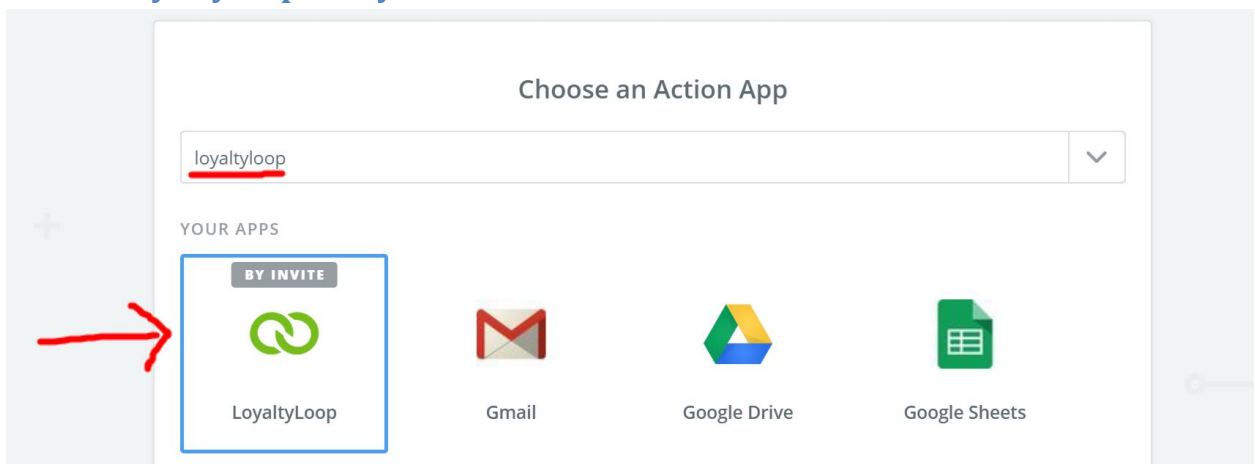 Choose an Action App
loyaltyloop
YOUR APPS
BY INVITE
LoyaltyLoop Gmail Google Drive Google Sheets